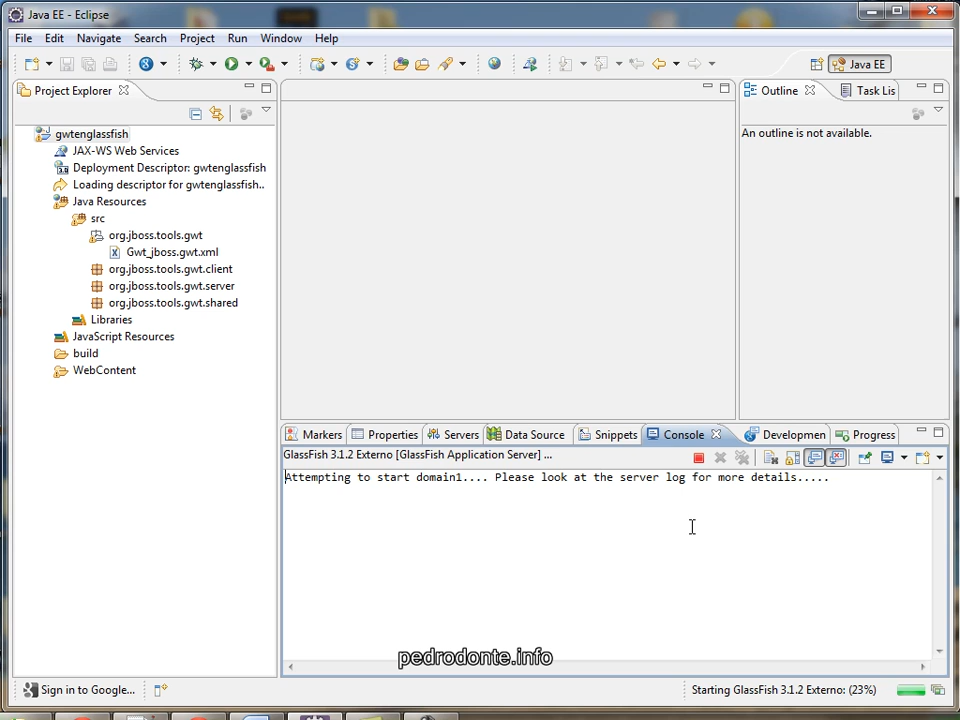 Java EE - Eclipse
File Edit Navigate Search Project Run Window Help
Java EE
Project Explorer
Outline
Task Lis
gwtenglassfish
An outline is not available.
JAX-WS Web Services
Deployment Descriptor: gwtenglassfish
3.0
Loading descriptor for gwtenglassfish..
Java Resources
src
org.jboss.tools.gwt
Gwt_jboss.gwt.xml
org.jboss.tools.gwt.client
org.jboss.tools.gwt.server
org.jboss.tools.gwt.shared
Libraries
JavaScript Resources
build
WebContent
Markers Properties Servers Data Source Snippets Console Developmen Progress
GlassFish 3.1.2 Externo [GlassFish Application Server] ...
Attempting to start domain1.... Please look at the server log for more details.....
pedrodonte.info
Sign in to Google...
Starting GlassFish 3.1.2 Externo: (23%)